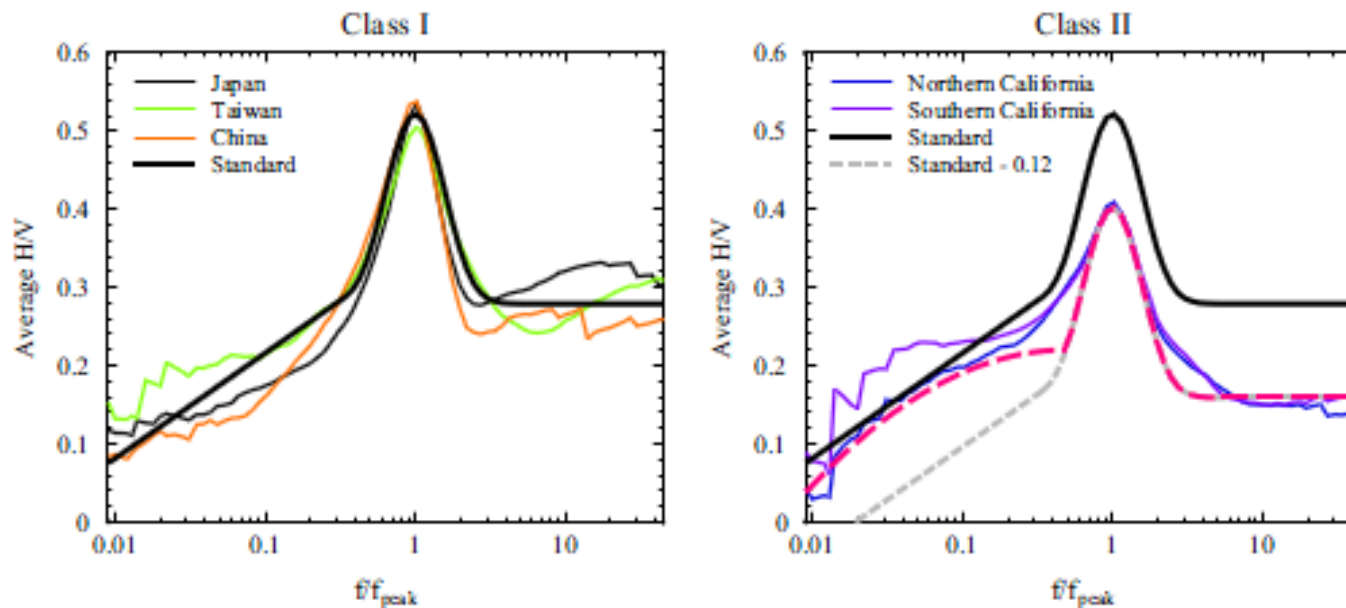 Class I
0.6
0.5
0.4
0.3
0.2
0.1
0
Average H/V
Japan
Taiwan
China
Standard
0.01
0.1
1
10
f/f_peak
Class II
0.6
0.5
0.4
0.3
0.2
0.1
0
Average H/V
Northern California
Southern California
Standard
Standard - 0.12
0.01
0.1
1
10
f/f_peak